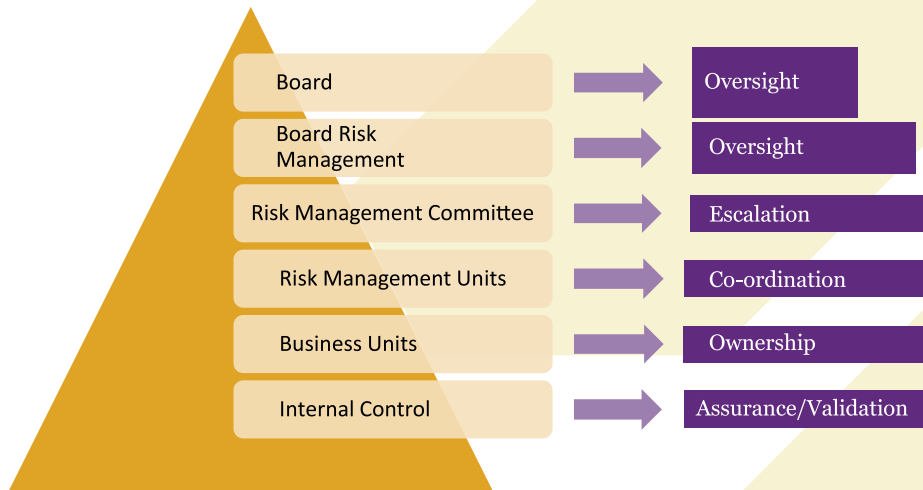 Board
Oversight
Board Risk
Management
Oversight
Risk Management Committee
Escalation
Risk Management Units
Co-ordination
Business Units
Ownership
Internal Control
Assurance/Validation